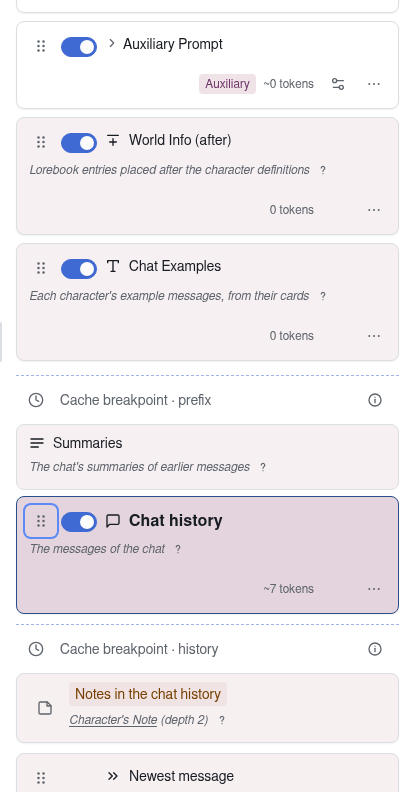 Auxiliary Prompt
Auxiliary ~0 tokens
World Info (after)
Lorebook entries placed after the character definitions ?
0 tokens
Chat Examples
Each character's example messages, from their cards ?
0 tokens
Cache breakpoint · prefix
Summaries
The chat's summaries of earlier messages ?
Chat history
The messages of the chat ?
~7 tokens
Cache breakpoint · history
Notes in the chat history
Character's Note (depth 2) ?
Newest message